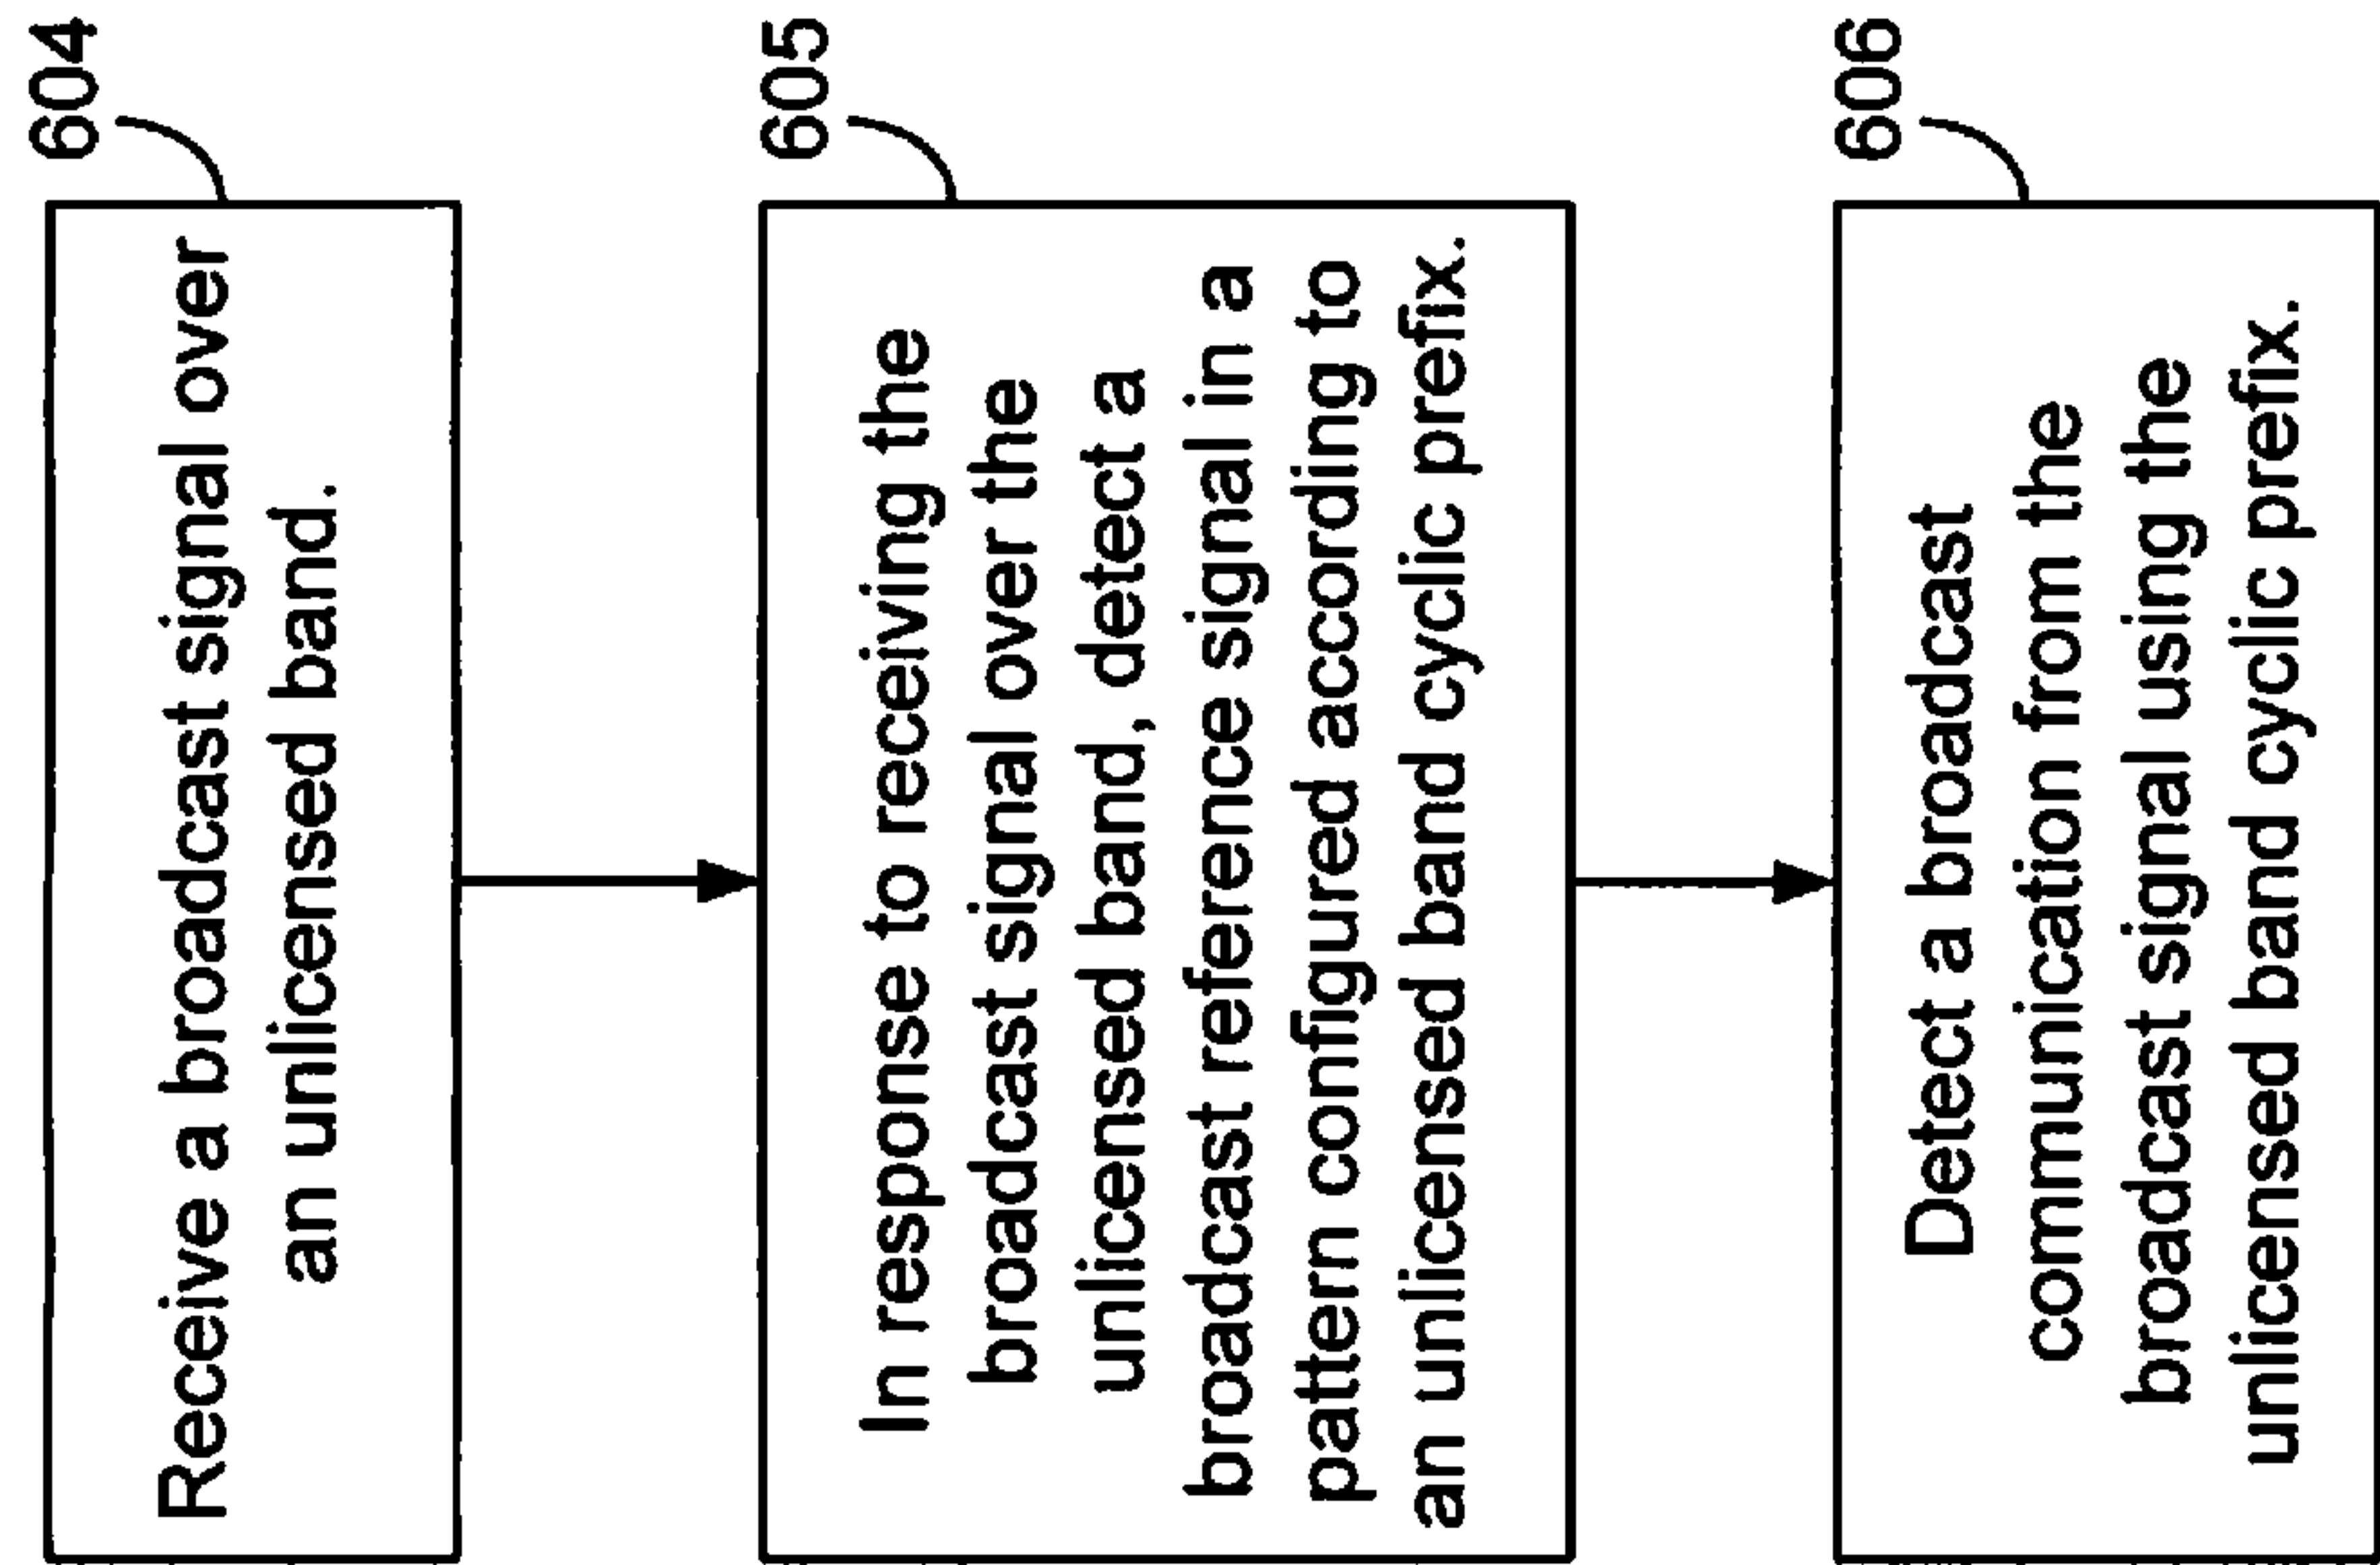 604
Receive a broadcast signal over
an unlicensed band.
605
In response to receiving the
broadcast signal over the
unlicensed band, detect a
broadcast reference signal in a
pattern configured according to
an unlicensed band cyclic prefix.
606
Detect a broadcast
communication from the
broadcast signal using the
unlicensed band cyclic prefix.